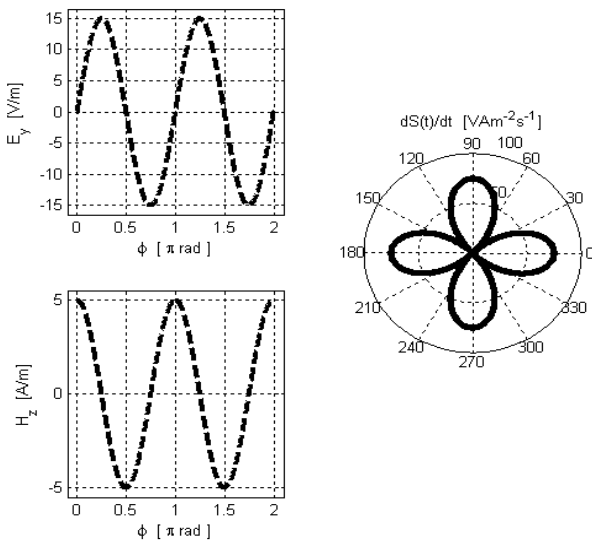 15
10
5
0
-5
-10
-15
E_y [V/m]
0 0.5 1 1.5 2
ϕ [ π rad ]
5
0
-5
H_z [A/m]
0 0.5 1 1.5 2
ϕ [ π rad ]
dS(t)/dt [VAm⁻²s⁻¹]
90 100
120 60
150 50 30
180 0
210 330
240 300
270